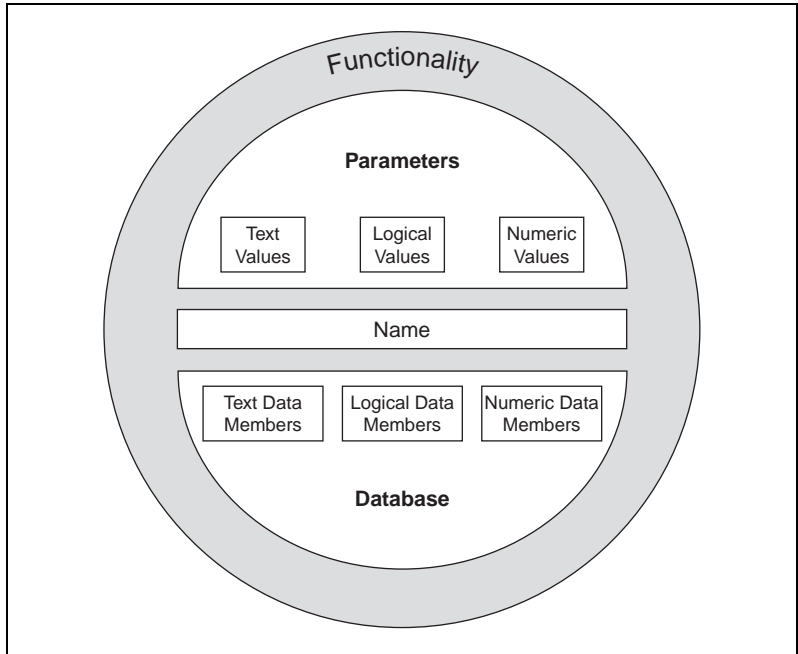 Functionality
Parameters
Text
Values
Logical
Values
Numeric
Values
Name
Text Data
Members
Logical Data
Members
Numeric Data
Members
Database